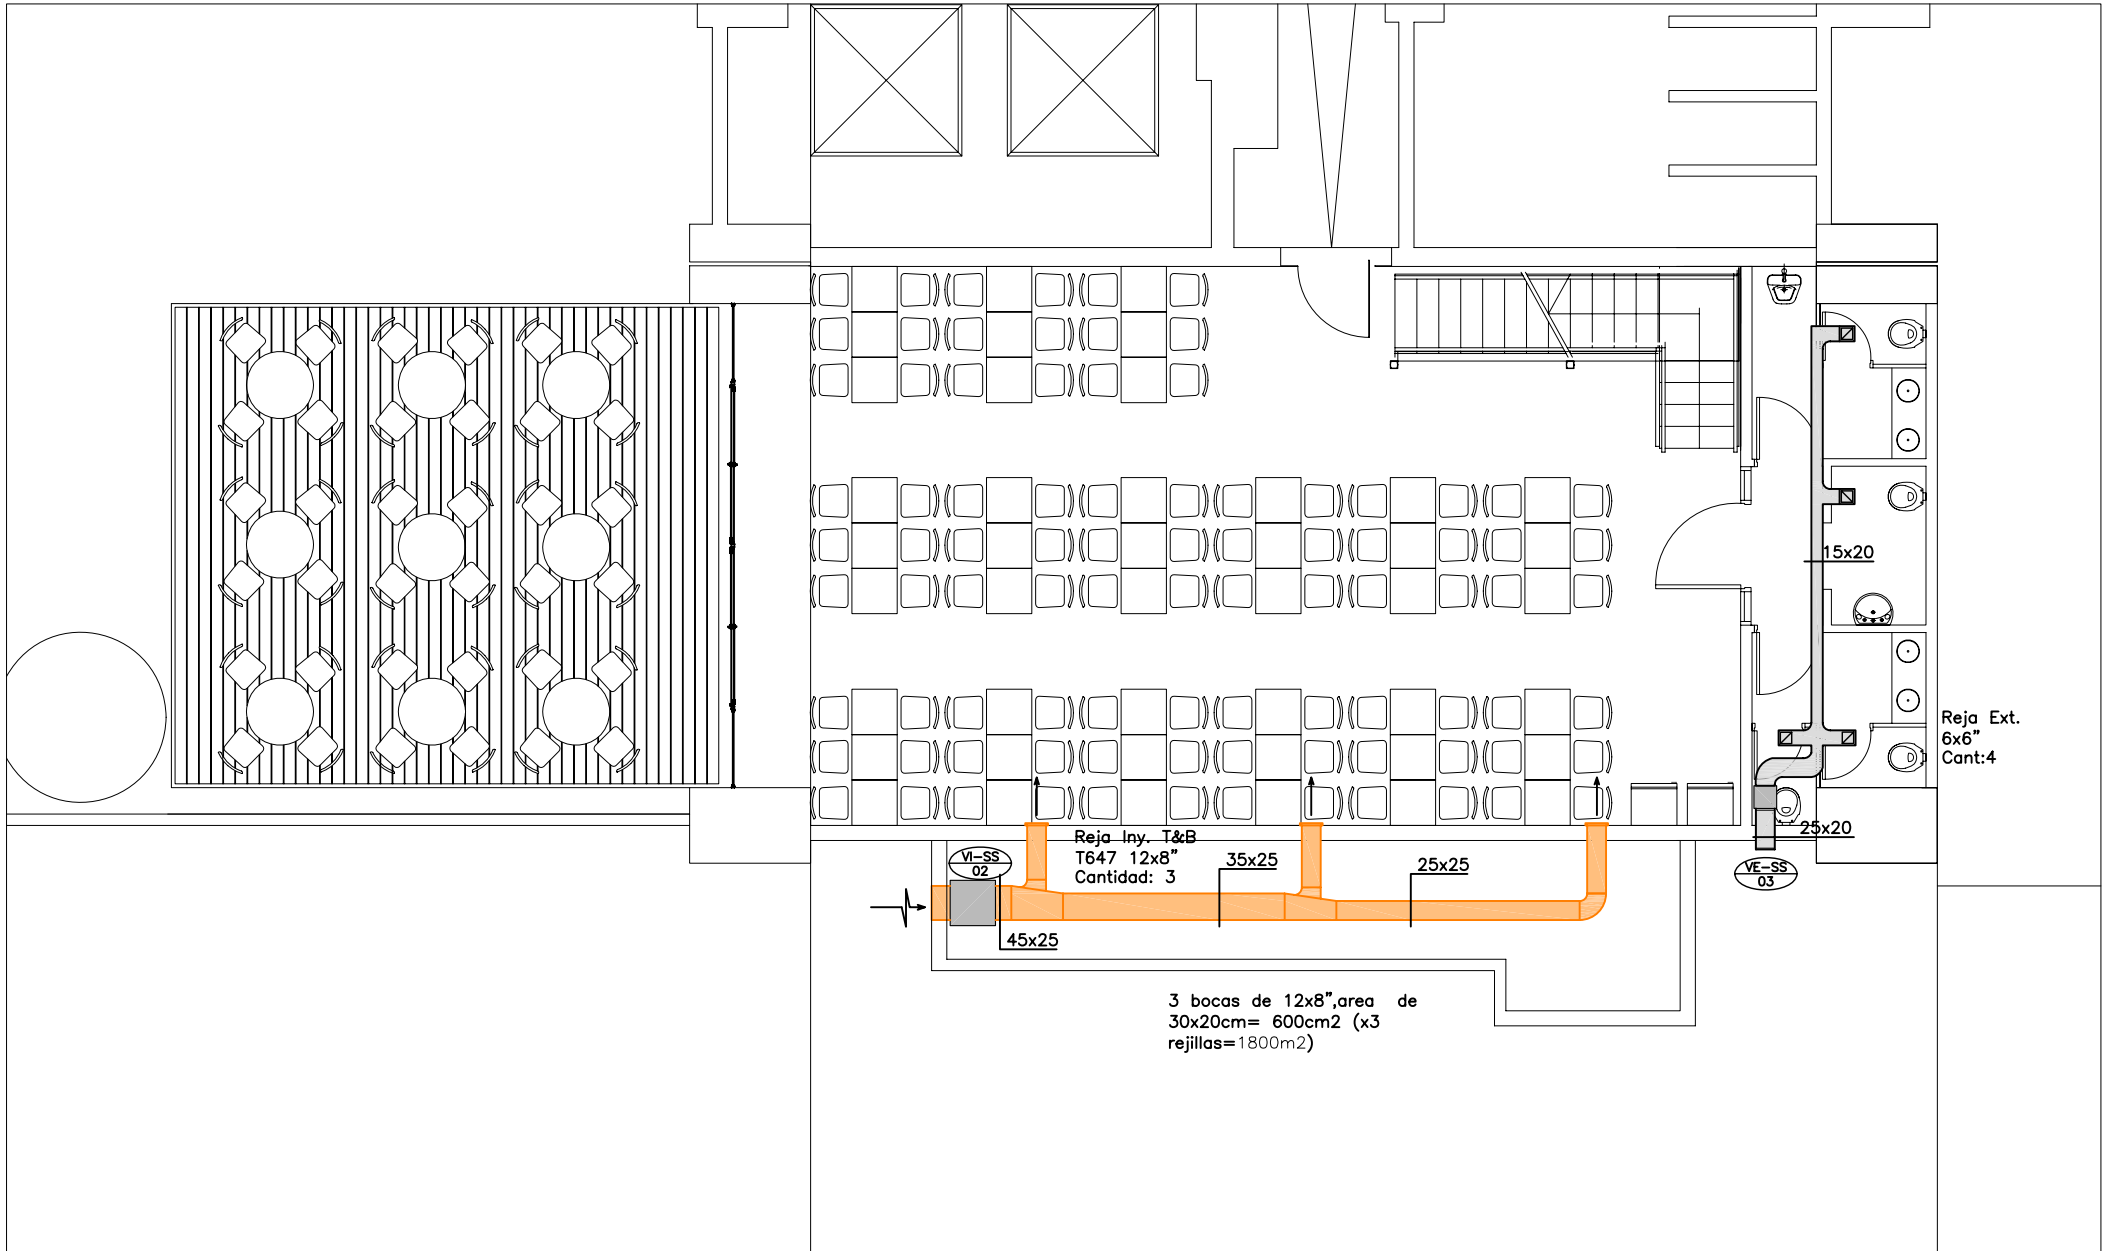 15x20
Reja Ext.
6x6"
Cant:4
25x20
VE-SS
03
Reja Iny. T&B
T647 12x8"
Cantidad: 3
VI-SS
02
35x25
25x25
45x25
3 bocas de 12x8",area de
30x20cm= 600cm2 (x3
rejillas=1800m2)